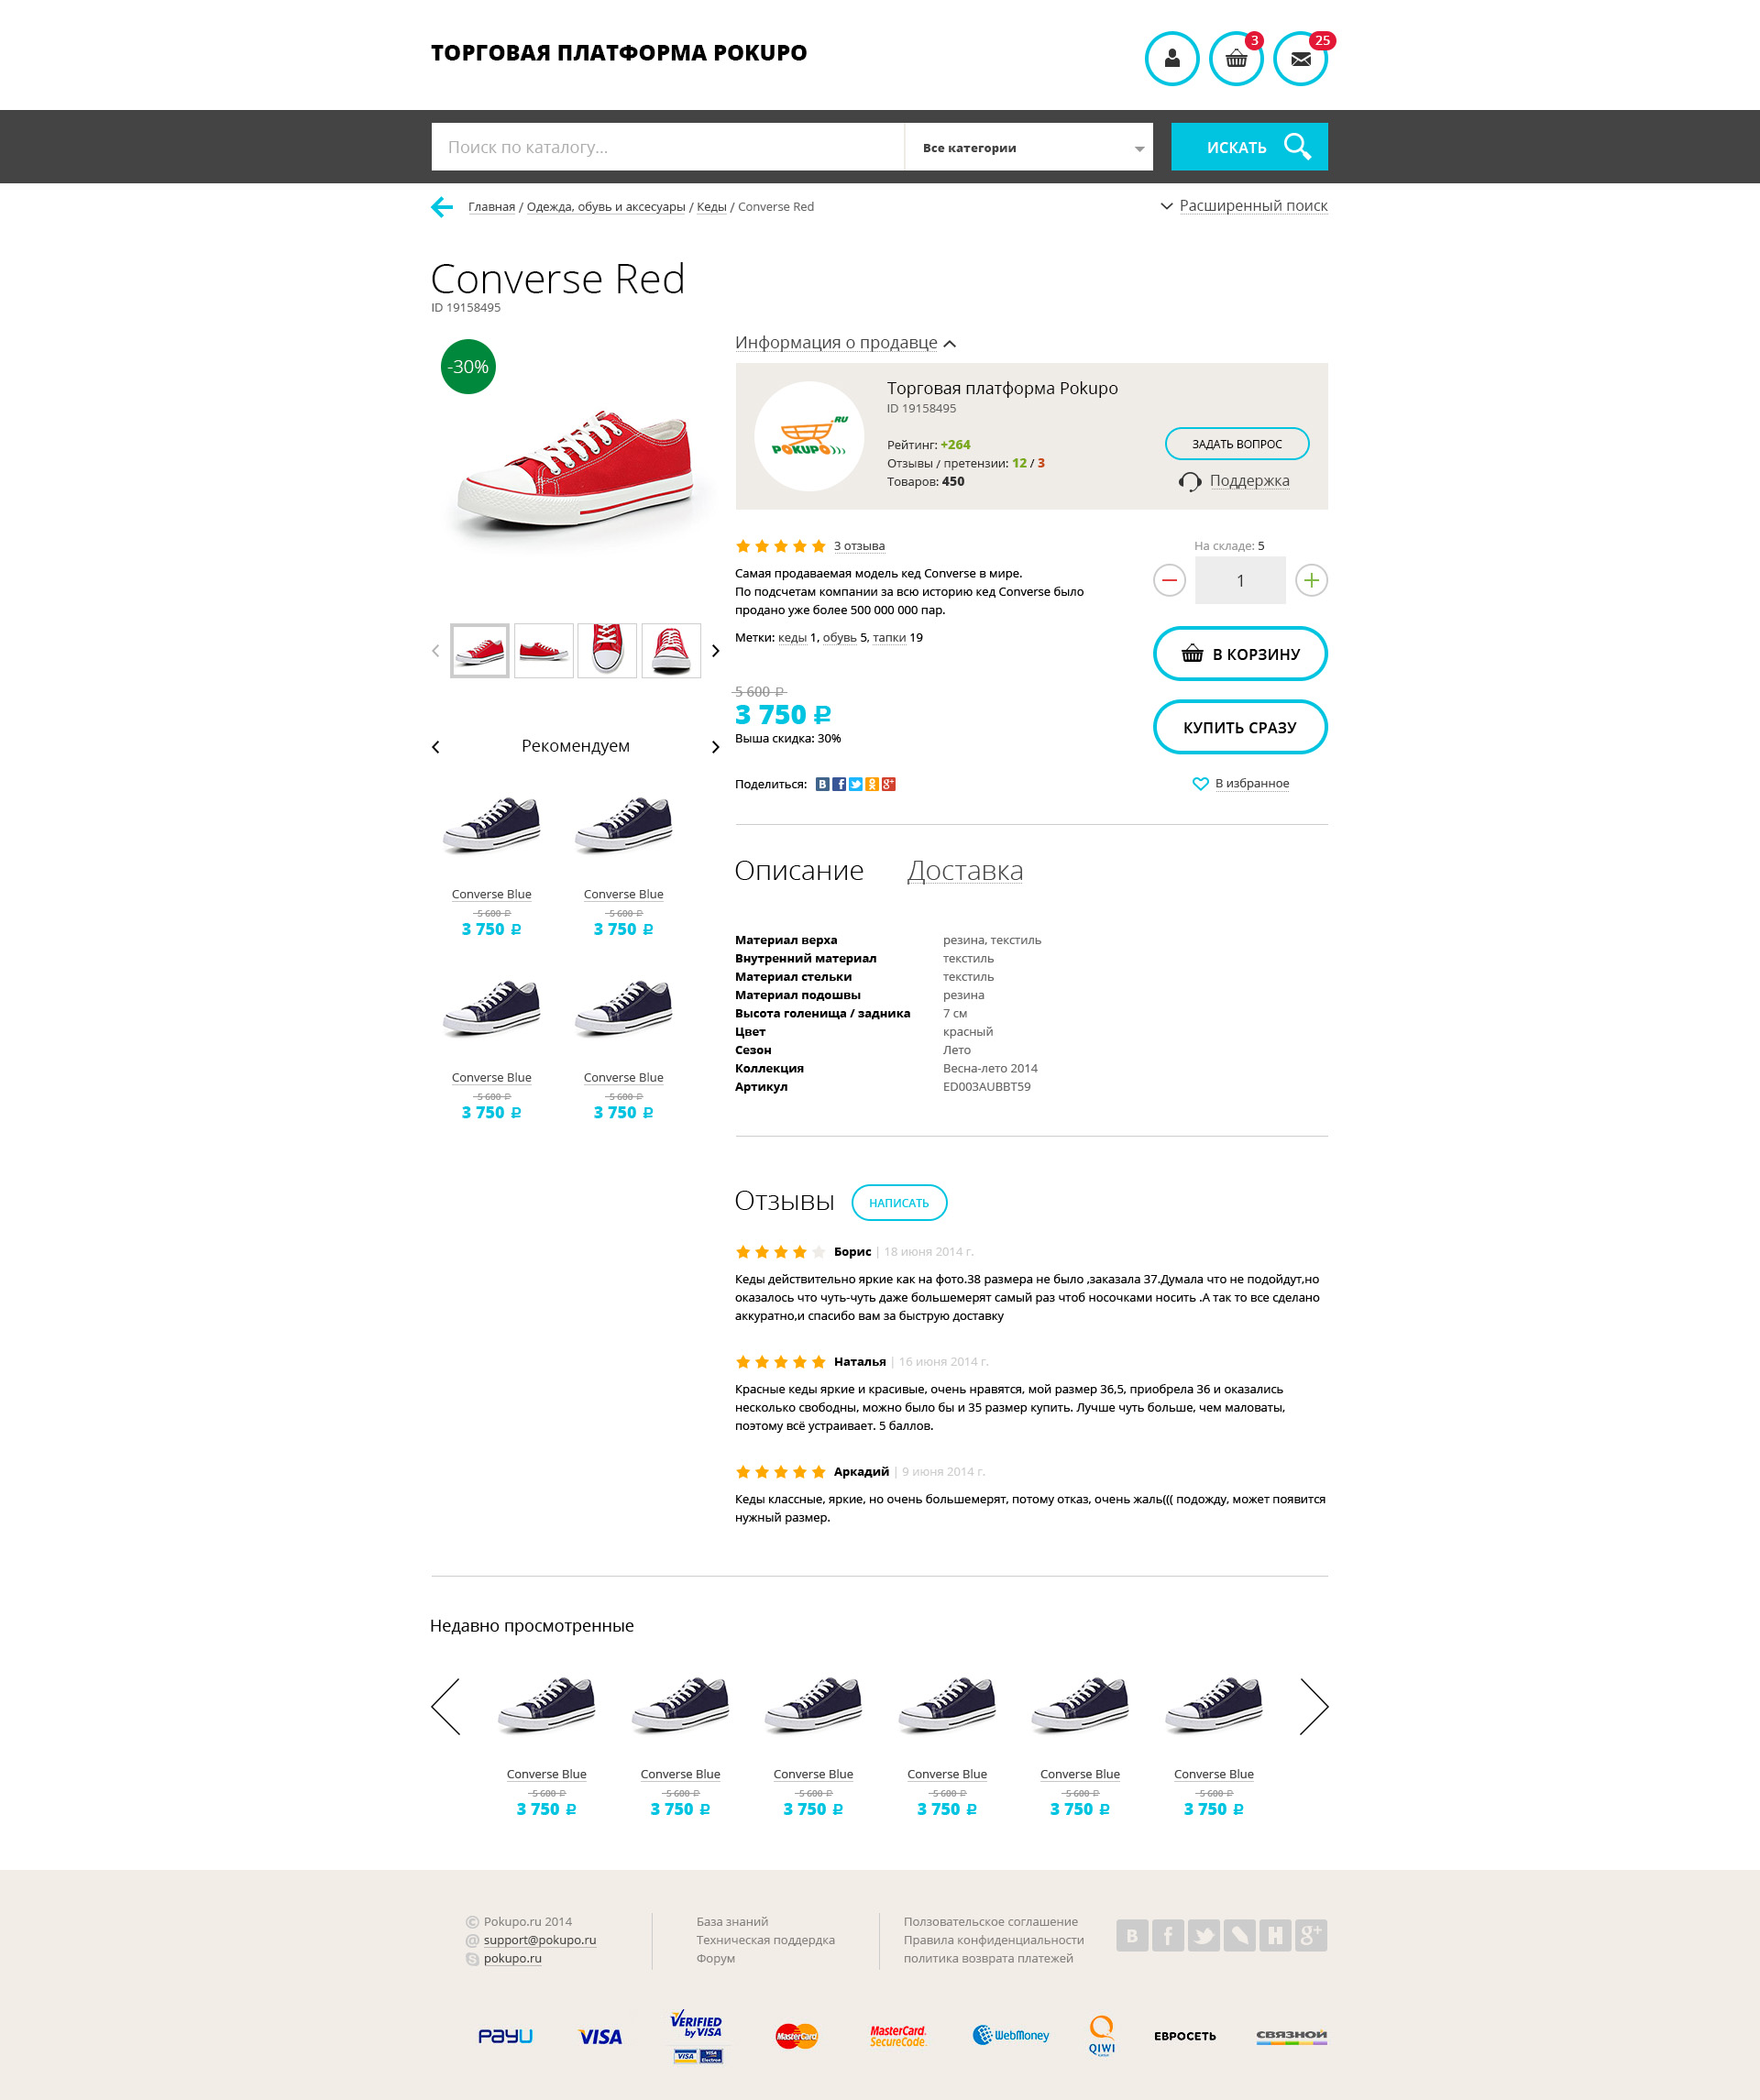 ТОРГОВАЯ ПЛАТФОРМА POKUPO
3
25
Поиск по каталогу...
Все категории
ИСКАТЬ
Главная / Одежда, обувь и аксесуары / Кеды / Converse Red
Расширенный поиск
Converse Red
ID 19158495
-30%
Информация о продавце
POKUPO.RU
Торговая платформа Pokupo
ID 19158495
Рейтинг: +264
Отзывы / претензии: 12 / 3
Товаров: 450
ЗАДАТЬ ВОПРОС
Поддержка
3 отзыва
Самая продаваемая модель кед Converse в мире.
По подсчетам компании за всю историю кед Converse было
продано уже более 500 000 000 пар.
Метки: кеды 1, обувь 5, тапки 19
На складе: 5
1
В КОРЗИНУ
КУПИТЬ СРАЗУ
В избранное
5 600 ₽
3 750 ₽
Выша скидка: 30%
Поделиться:
Рекомендуем
Converse Blue
5 600 ₽
3 750 ₽
Converse Blue
5 600 ₽
3 750 ₽
Converse Blue
5 600 ₽
3 750 ₽
Converse Blue
5 600 ₽
3 750 ₽
Описание
Доставка
Материал верха резина, текстиль
Внутренний материал текстиль
Материал стельки текстиль
Материал подошвы резина
Высота голенища / задника 7 см
Цвет красный
Сезон Лето
Коллекция Весна-лето 2014
Артикул ED003AUBBT59
Отзывы
НАПИСАТЬ
Борис | 18 июня 2014 г.
Кеды действительно яркие как на фото.38 размера не было ,заказала 37.Думала что не подойдут,но
оказалось что чуть-чуть даже большемерят самый раз чтоб носочками носить .А так то все сделано
аккуратно,и спасибо вам за быструю доставку
Наталья | 16 июня 2014 г.
Красные кеды яркие и красивые, очень нравятся, мой размер 36,5, приобрела 36 и оказались
несколько свободны, можно было бы и 35 размер купить. Лучше чуть больше, чем маловаты,
поэтому всё устраивает. 5 баллов.
Аркадий | 9 июня 2014 г.
Кеды классные, яркие, но очень большемерят, потому отказ, очень жаль((( подожду, может появится
нужный размер.
Недавно просмотренные
Converse Blue
5 600 ₽
3 750 ₽
Converse Blue
5 600 ₽
3 750 ₽
Converse Blue
5 600 ₽
3 750 ₽
Converse Blue
5 600 ₽
3 750 ₽
Converse Blue
5 600 ₽
3 750 ₽
Converse Blue
5 600 ₽
3 750 ₽
© Pokupo.ru 2014
@ support@pokupo.ru
pokupo.ru
База знаний
Техническая поддердка
Форум
Ползовательское соглашение
Правила конфиденциальности
политика возврата платежей
PayU
VISA
VERIFIED
by VISA
VISA
VISA
Electron
MasterCard
MasterCard.
SecureCode.
WebMoney
QIWI
ЕВРОСЕТЬ
СВЯЗНОЙ